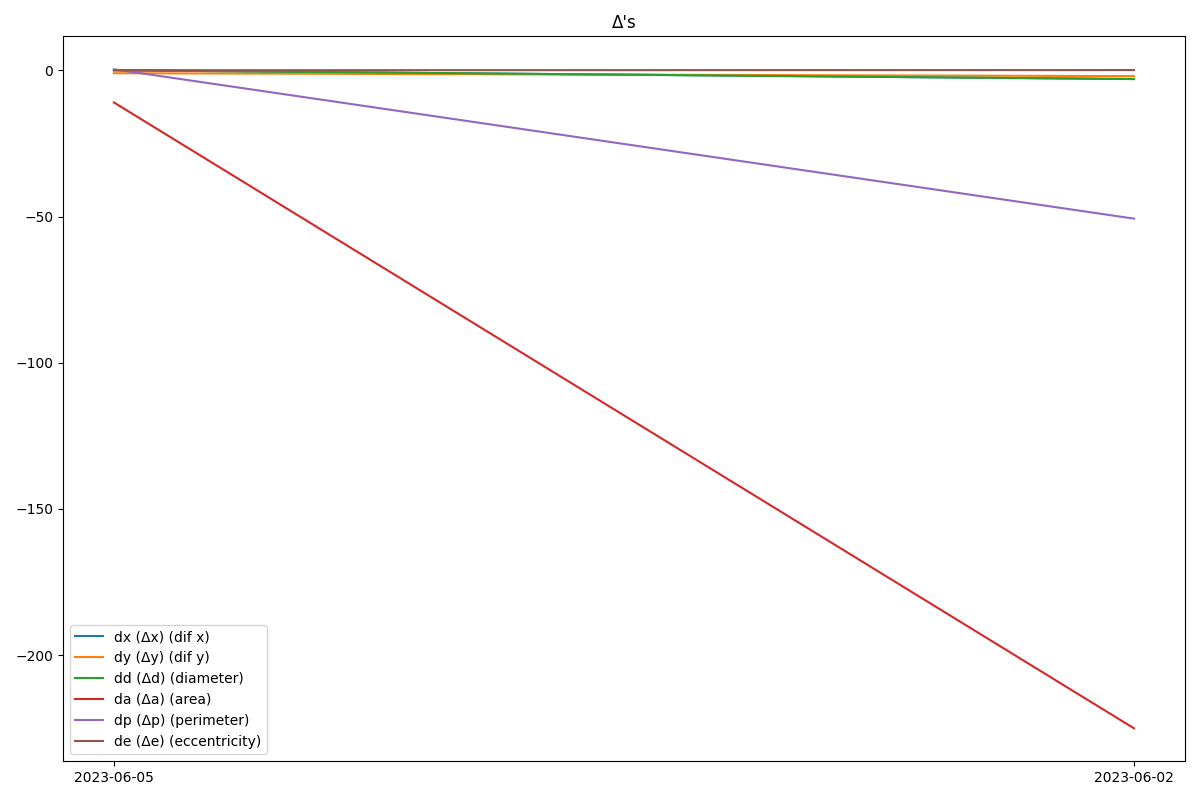 Δ's
0
−50
−100
−150
−200
dx (Δx) (dif x)
dy (Δy) (dif y)
dd (Δd) (diameter)
da (Δa) (area)
dp (Δp) (perimeter)
de (Δe) (eccentricity)
2023-06-05 2023-06-02